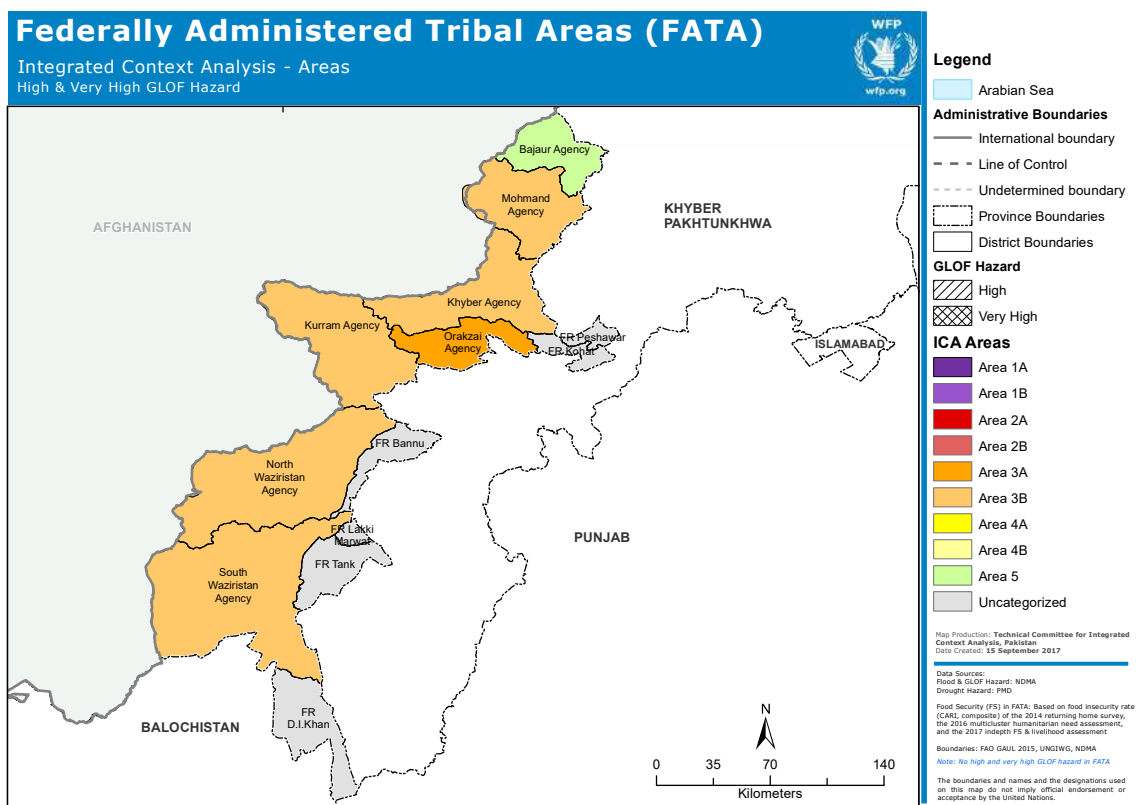 Federally Administered Tribal Areas (FATA)
Integrated Context Analysis - Areas
High & Very High GLOF Hazard
WFP
wfp.org
Bajaur Agency
Mohmand
Agency
KHYBER
PAKHTUNKHWA
AFGHANISTAN
Khyber Agency
Kurram Agency
Orakzai
Agency
FR Peshawar
FR Kohat
ISLAMABAD
FR Bannu
North
Waziristan
Agency
FR Lakki
Marwat
PUNJAB
FR Tank
South
Waziristan
Agency
FR
D.I.Khan
BALOCHISTAN
N
0 35 70 140
Kilometers
Legend
Arabian Sea
Administrative Boundaries
International boundary
Line of Control
Undetermined boundary
Province Boundaries
District Boundaries
GLOF Hazard
High
Very High
ICA Areas
Area 1A
Area 1B
Area 2A
Area 2B
Area 3A
Area 3B
Area 4A
Area 4B
Area 5
Uncategorized
Map Production: Technical Committee for Integrated
Context Analysis, Pakistan
Date Created: 15 September 2017
Data Sources:
Flood & GLOF Hazard: NDMA
Drought Hazard: PMD
Food Security (FS) in FATA: Based on food insecurity rate
(CARI, composite) of the 2014 returning home survey,
the 2016 multicluster humanitarian need assessment,
and the 2017 indepth FS & livelihood assessment
Boundaries: FAO GAUL 2015, UNGIWG, NDMA
Note: No high and very high GLOF hazard in FATA
The boundaries and names and the designations used
on this map do not imply official endorsement or
acceptance by the United Nations.